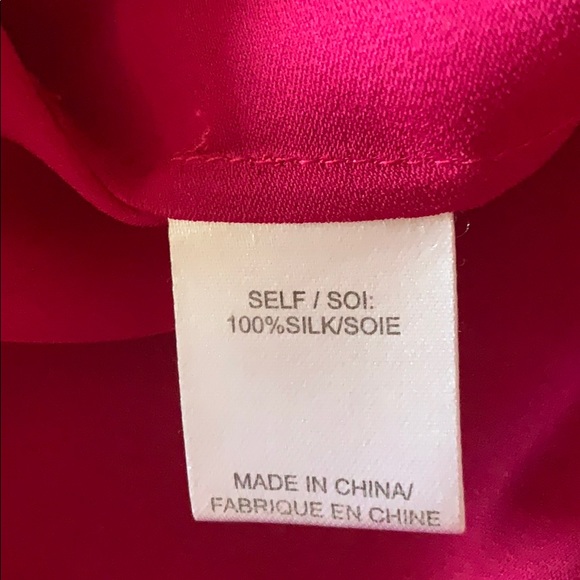 SELF / SOI:
100%SILK/SOIE
MADE IN CHINA/
FABRIQUE EN CHINE